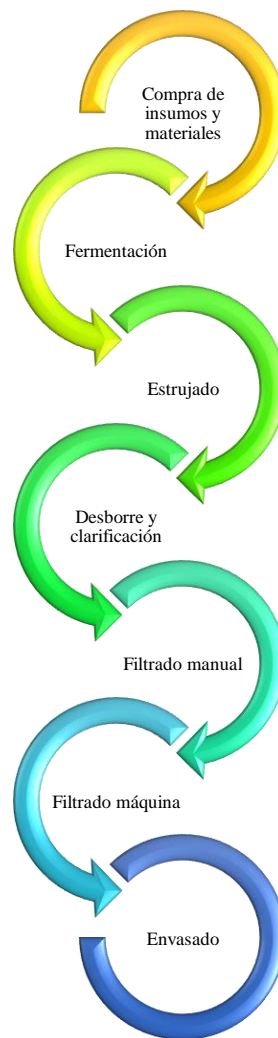 Compra de
insumos y
materiales
Fermentación
Estrujado
Desborre y
clarificación
Filtrado manual
Filtrado máquina
Envasado